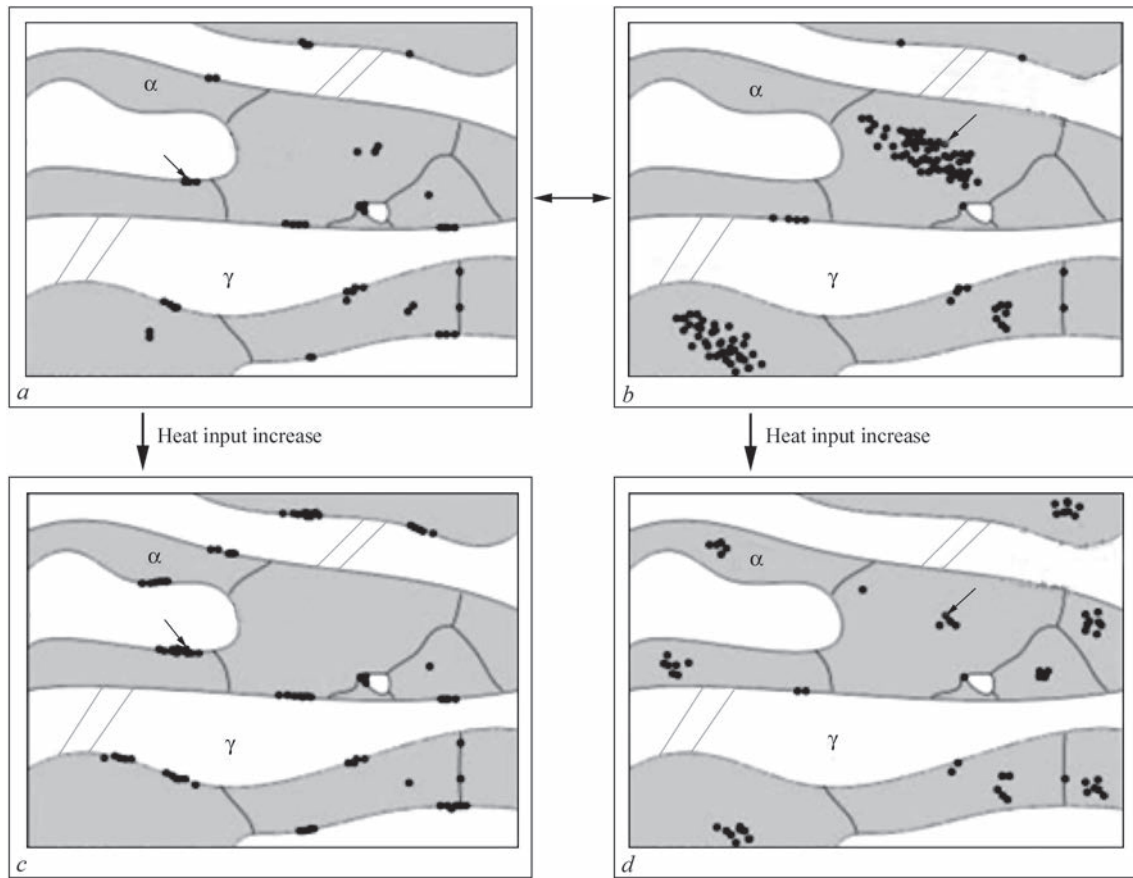 α
γ
a
α
γ
b
Heat input increase
Heat input increase
α
γ
c
α
γ
d